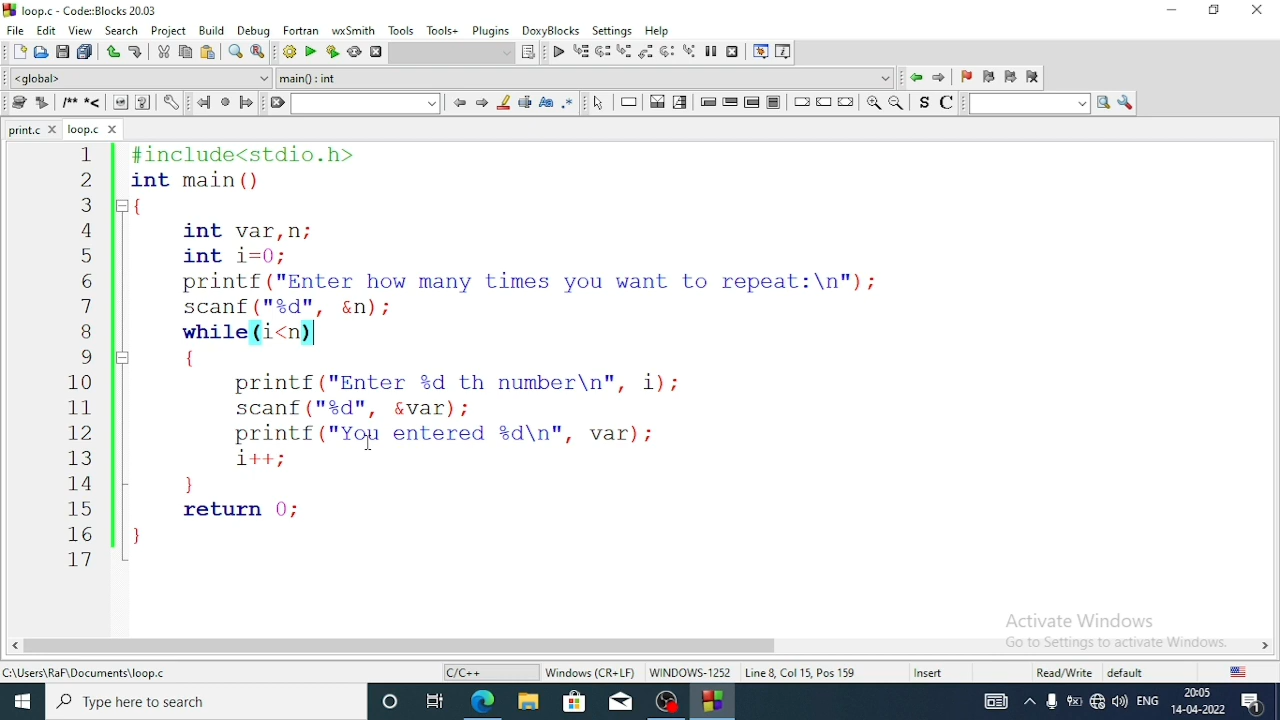 loop.c - Code::Blocks 20.03
File Edit View Search Project Build Debug Fortran wxSmith Tools Tools+ Plugins DoxyBlocks Settings Help
<global> main() : int
/** *<
S C
print.c loop.c
1 #include<stdio.h>
2 int main()
3 {
4 int var,n;
5 int i=0;
6 printf("Enter how many times you want to repeat:\n");
7 scanf("%d", &n);
8 while(i<n)
9 {
10 printf("Enter %d th number\n", i);
11 scanf("%d", &var);
12 printf("You entered %d\n", var);
13 i++;
14 }
15 return 0;
16 }
17
Activate Windows
Go to Settings to activate Windows.
C:\Users\RaF\Documents\loop.c C/C++ Windows (CR+LF) WINDOWS-1252 Line 8, Col 15, Pos 159 Insert Read/Write default
Type here to search ENG 20:05
14-04-2022 1